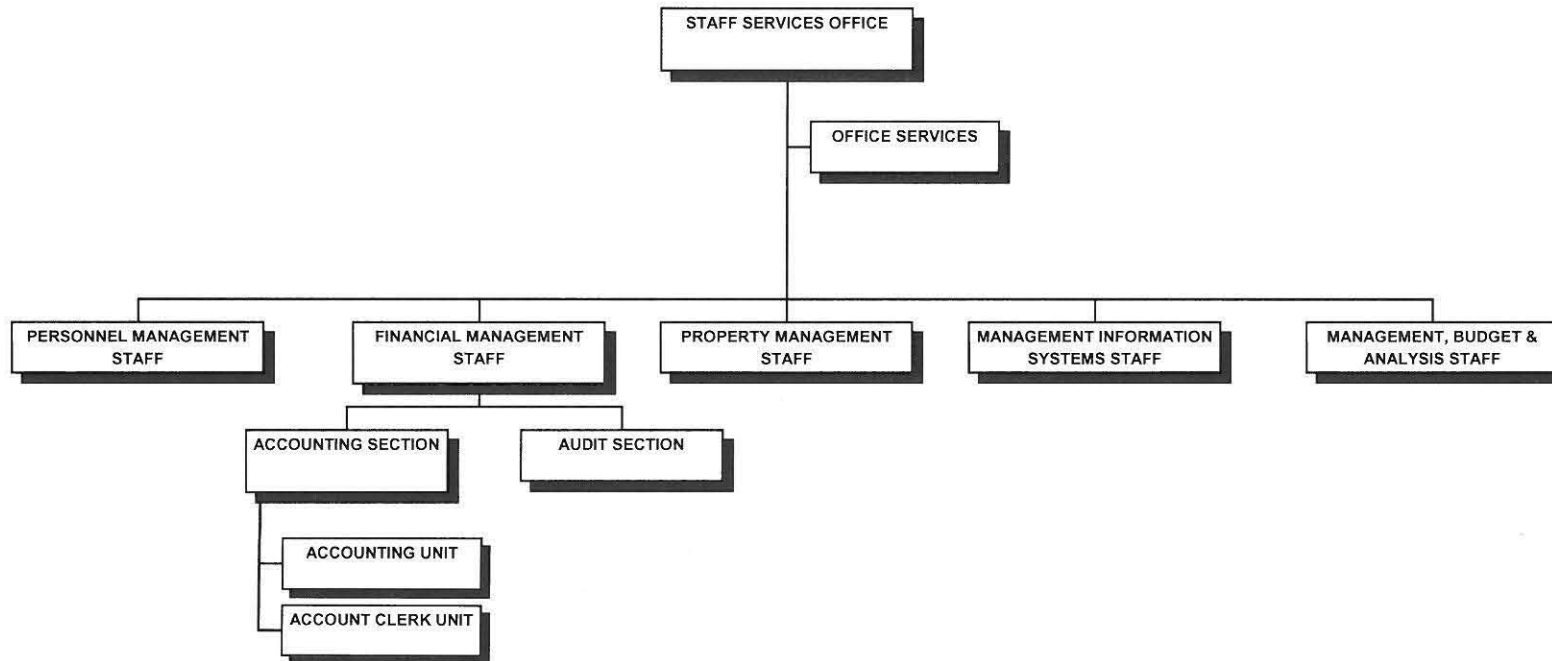 STAFF SERVICES OFFICE
OFFICE SERVICES
PERSONNEL MANAGEMENT
STAFF
FINANCIAL MANAGEMENT
STAFF
PROPERTY MANAGEMENT
STAFF
MANAGEMENT INFORMATION
SYSTEMS STAFF
MANAGEMENT, BUDGET &
ANALYSIS STAFF
ACCOUNTING SECTION
AUDIT SECTION
ACCOUNTING UNIT
ACCOUNT CLERK UNIT